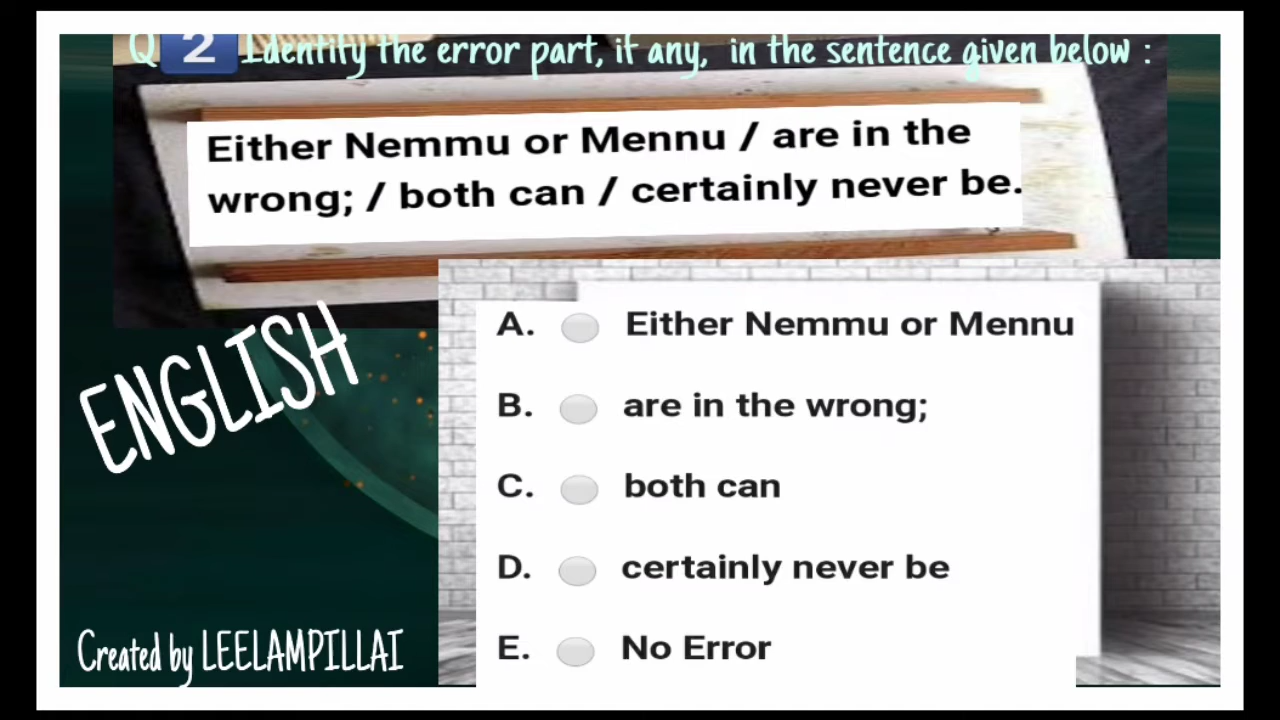 Q 2 Identify the error part, if any, in the sentence given below :
Either Nemmu or Mennu / are in the
wrong; / both can / certainly never be.
ENGLISH
A. Either Nemmu or Mennu
B. are in the wrong;
C. both can
D. certainly never be
E. No Error
Created by LEELAMPILLAI